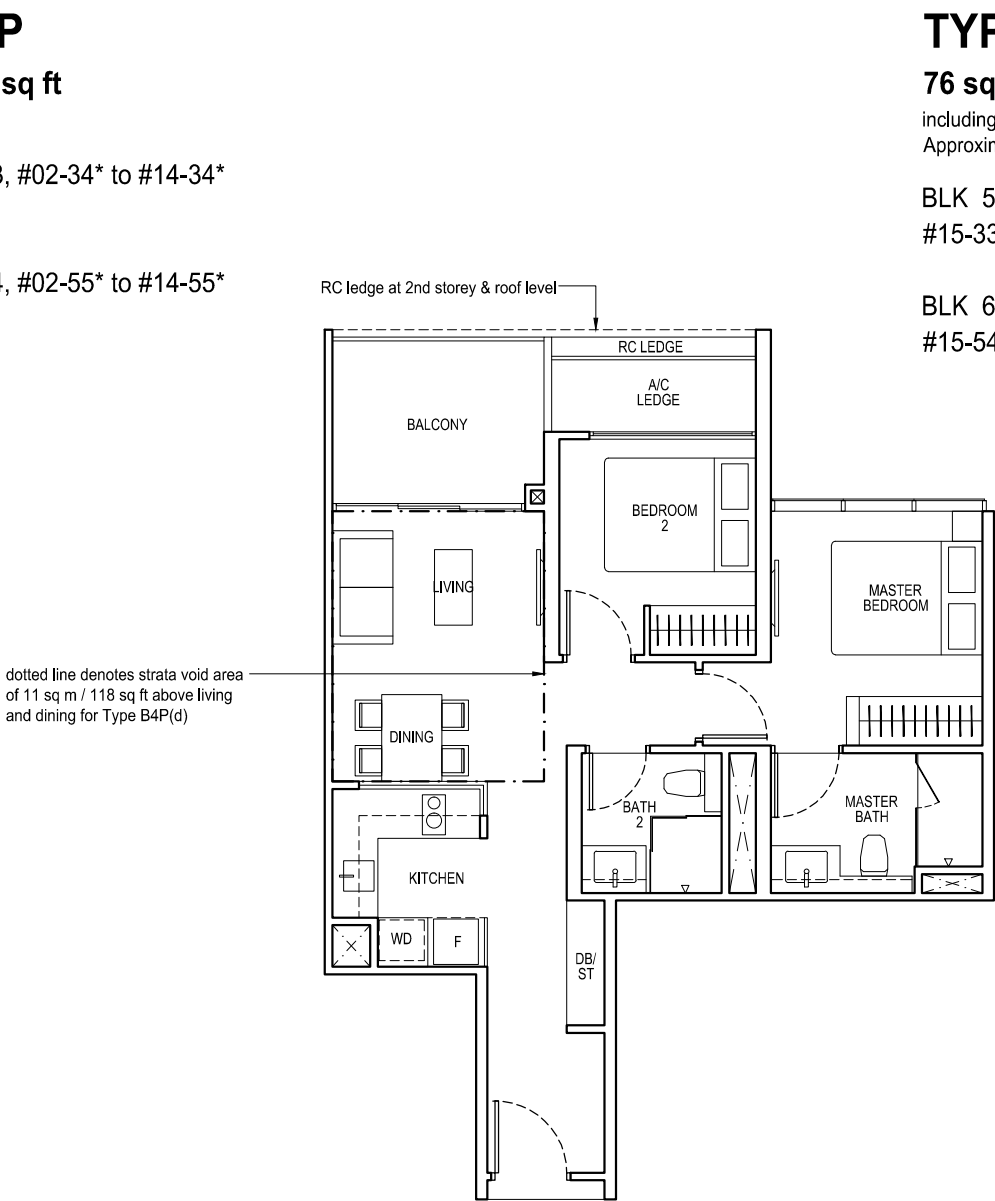 P
sq ft
, #02-34* to #14-34*
, #02-55* to #14-55*
TYP
76 sq
including
Approxim
BLK 5
#15-33
BLK 6
#15-54
RC ledge at 2nd storey & roof level
RC LEDGE
A/C
LEDGE
BALCONY
BEDROOM
2
LIVING
MASTER
BEDROOM
dotted line denotes strata void area
of 11 sq m / 118 sq ft above living
and dining for Type B4P(d)
DINING
BATH
2
MASTER
BATH
KITCHEN
WD
F
DB/
ST